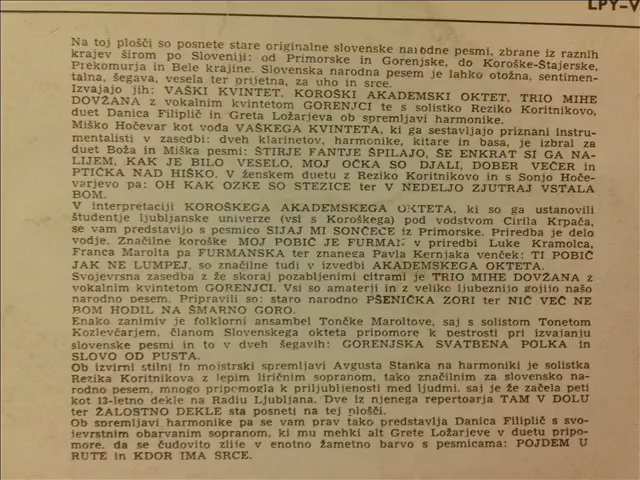 LPY-V
Na toj plošči so posnete stare originalne slovenske narodne pesmi, zbrane iz raznih
krajev širom po Sloveniji: od Primorske in Gorenjske, do Koroške-Štajerske,
Prekomurja in Bele krajine. Slovenska narodna pesem je lahko otožna, sentimen-
talna, šegava, vesela ter prijetna, za uho in srce.
Izvajajo jih: VAŠKI KVINTET, KOROŠKI AKADEMSKI OKTET, TRIO MIHE
DOVŽANA z vokalnim kvintetom GORENJCI te s solistko Reziko Koritnikovo,
duet Danica Filiplič in Greta Ložarjeva ob spremljavi harmonike.
Miško Hočevar kot vođa VAŠKEGA KVINTETA, ki ga sestavljajo priznani instru-
mentalisti v zasedbi: dveh klarinetov, harmonike, kitare in basa, je izbral za
duet Boža in Miška pesmi: ŠTIRJE FANTJE ŠPILAJO, ŠE ENKRAT SI GA NA-
LIJEM, KAK JE BILO VESELO, MOJ OČKA SO DJALI, DOBER VEČER in
PTIČKA NAD HIŠKO. V ženskem duetu z Reziko Koritnikovo in s Sonjo Hoče-
varjevo pa: OH KAK OZKE SO STEZICE ter V NEDELJO ZJUTRAJ VSTALA
BOM.
V interpretaciji KOROŠKEGA AKADEMSKEGA OKTETA, ki so ga ustanovili
študentje ljubljanske univerze (vsi s Koroškega) pod vodstvom Cirila Krpača,
se vam predstavijo s pesmico SIJAJ MI SONČECE iz Primorske. Priredba je delo
vodje. Značilne koroške MOJ POBIČ JE FURMAN v priredbi Luke Kramolca,
Franca Marolta pa FURMANSKA ter znanega Pavla Kernjaka venček: TI POBIČ
JAK NE LUMPEJ, so značilne tudi v izvedbi AKADEMSKEGA OKTETA.
Svojevrsna zasedba z že skoraj pozabljenimi citrami je TRIO MIHE DOVŽANA z
vokalnim kvintetom GORENJCI. Vsi so amaterji in z veliko ljubeznijo gojijo našo
narodno pesem. Pripravili so: staro narodno PŠENIČKA ZORI ter NIČ VEČ NE
BOM HODIL NA ŠMARNO GORO.
Enako zanimiv je folklorni ansambel Tončke Maroltove, saj s solistom Tonetom
Kozlevčarjem, članom Slovenskega okteta pripomore k pestrosti pri izvajanju
slovenske pesmi in to v dveh šegavih: GORENJSKA SVATBENA POLKA in
SLOVO OD PUSTA.
Ob izvirni stilni in mojstrski spremljavi Avgusta Stanka na harmoniki je solistka
Rezika Koritnikova z lepim liričnim sopranom, tako značilnim za slovensko na-
rodno pesem, mnogo pripomogla k priljubljenosti med ljudmi, saj je že začela peti
kot 13-letno dekle na Radiu Ljubljana. Dve iz njenega repertoarja TAM V DOLU
ter ŽALOSTNO DEKLE sta posneti na tej plošči.
Ob spremljavi harmonike pa se vam prav tako predstavlja Danica Filiplič s svo-
jevrstnim obarvanim sopranom, ki mu mehki alt Grete Ložarjeve v duetu pripo-
more, da se čudovito zlije v enotno žametno barvo s pesmicama: POJDEM U
RUTE in KDOR IMA SRCE.